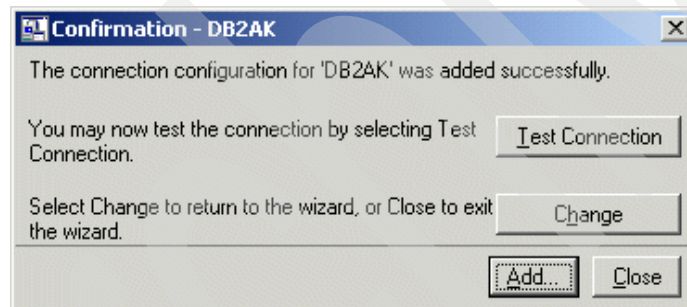 Confirmation - DB2AK
The connection configuration for 'DB2AK' was added successfully.
You may now test the connection by selecting Test
Connection.
Test Connection
Select Change to return to the wizard, or Close to exit
the wizard.
Change
Add...
Close